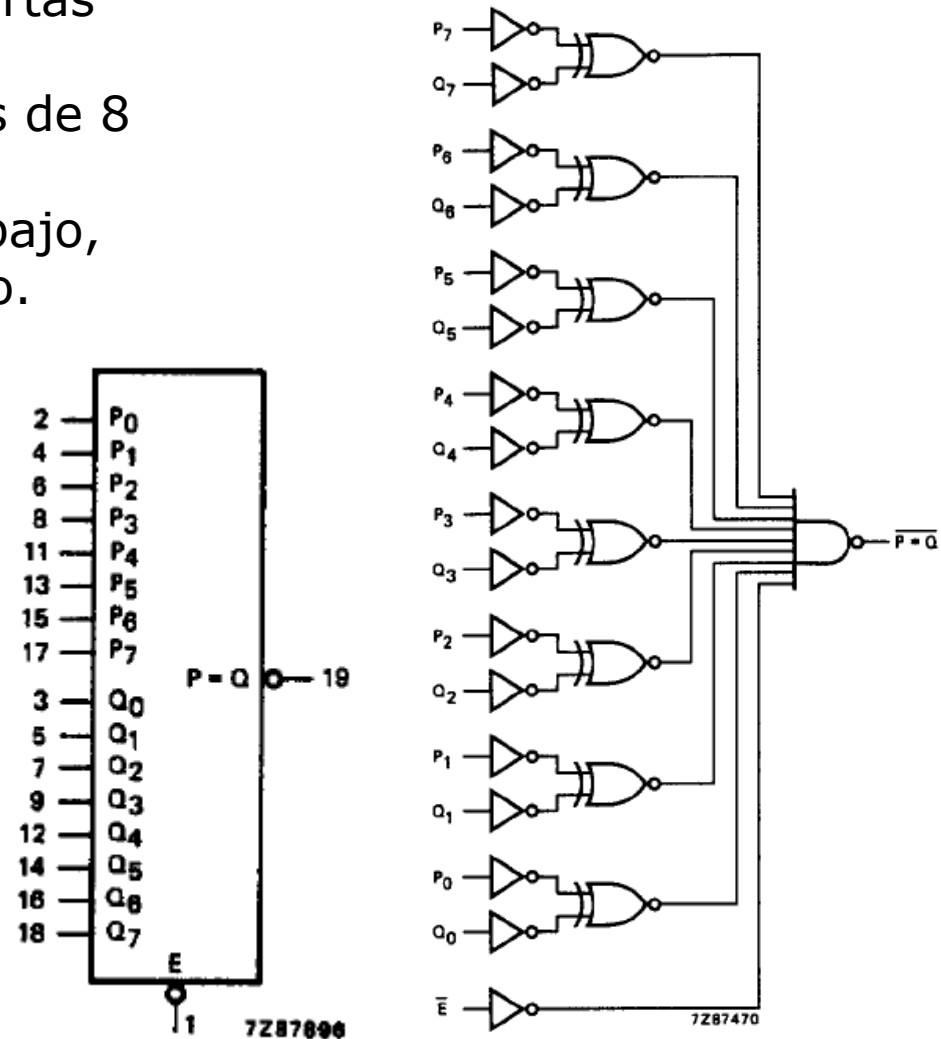 rtas
s de 8
bajo,
o.
2 P0
4 P1
6 P2
8 P3
11 P4
13 P5
15 P6
17 P7
P = Q 19
3 Q0
5 Q1
7 Q2
9 Q3
12 Q4
14 Q5
16 Q6
18 Q7
E
1
7Z87896
P7
Q7
P6
Q6
P5
Q5
P4
Q4
P3
Q3
P2
Q2
P1
Q1
P0
Q0
E̅
P̅ ̅=̅ ̅Q̅
7Z87470